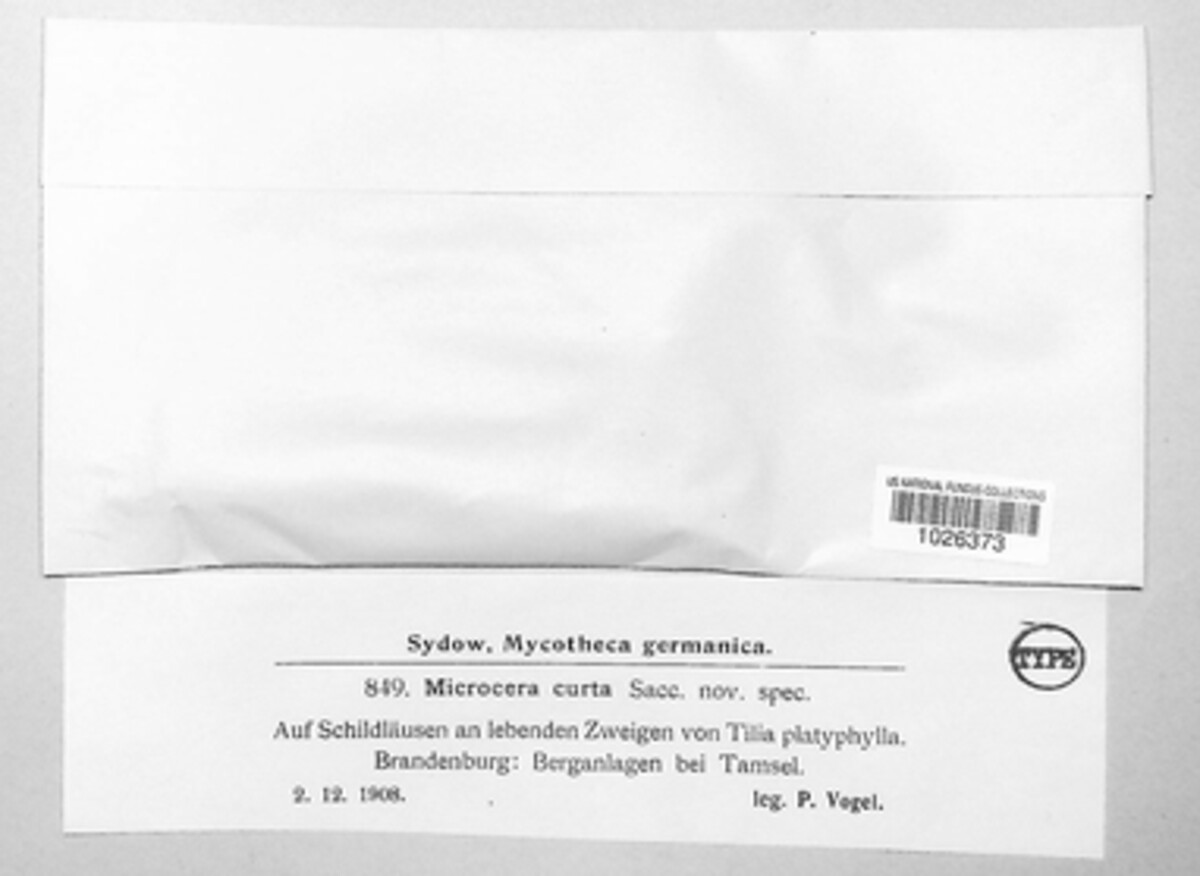 US NATIONAL FUNGUS COLLECTIONS
1026373
Sydow, Mycotheca germanica.
TYPE
849. Microcera curta Sacc. nov. spec.
Auf Schildläusen an lebenden Zweigen von Tilia platyphylla.
Brandenburg: Berganlagen bei Tamsel.
2. 12. 1908. leg. P. Vogel.